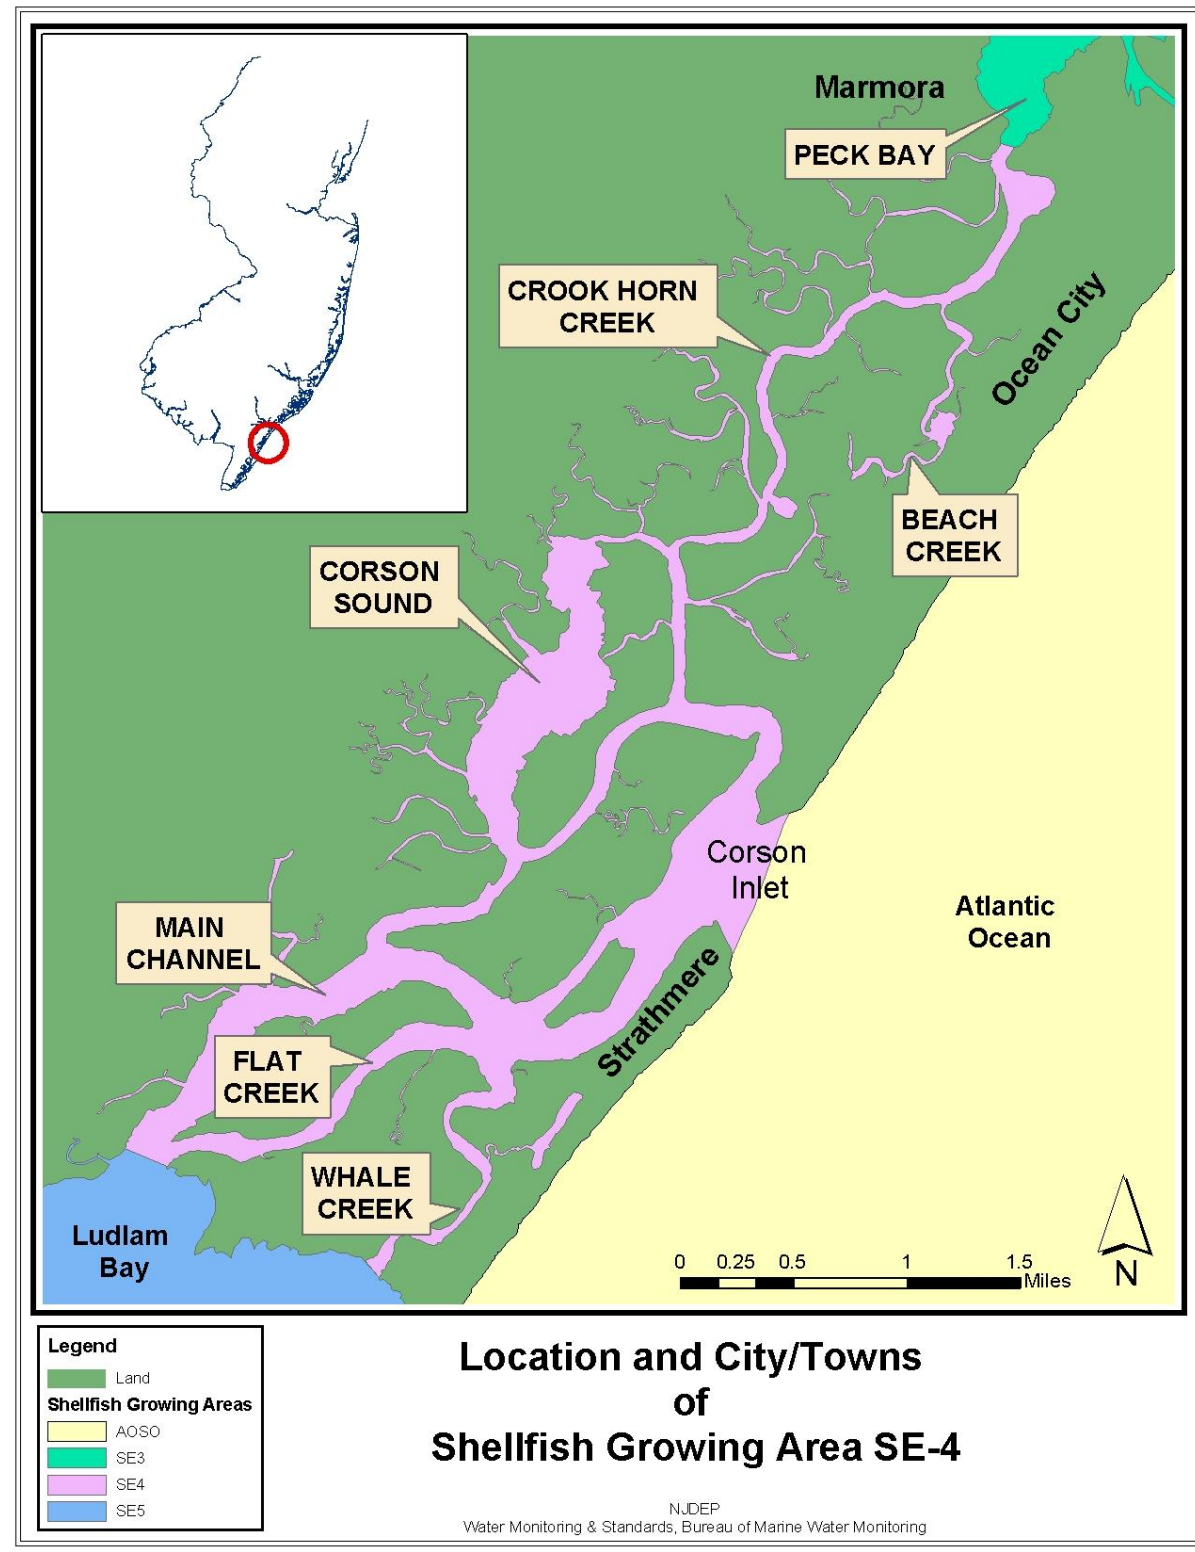 Marmora
PECK BAY
CROOK HORN
CREEK
Ocean City
BEACH
CREEK
CORSON
SOUND
Corson
Inlet
Atlantic
Ocean
MAIN
CHANNEL
Strathmere
FLAT
CREEK
WHALE
CREEK
Ludlam
Bay
0 0.25 0.5 1 1.5
Miles
N
Legend
Land
Shellfish Growing Areas
AOSO
SE3
SE4
SE5
Location and City/Towns
of
Shellfish Growing Area SE-4
NJDEP
Water Monitoring & Standards, Bureau of Marine Water Monitoring